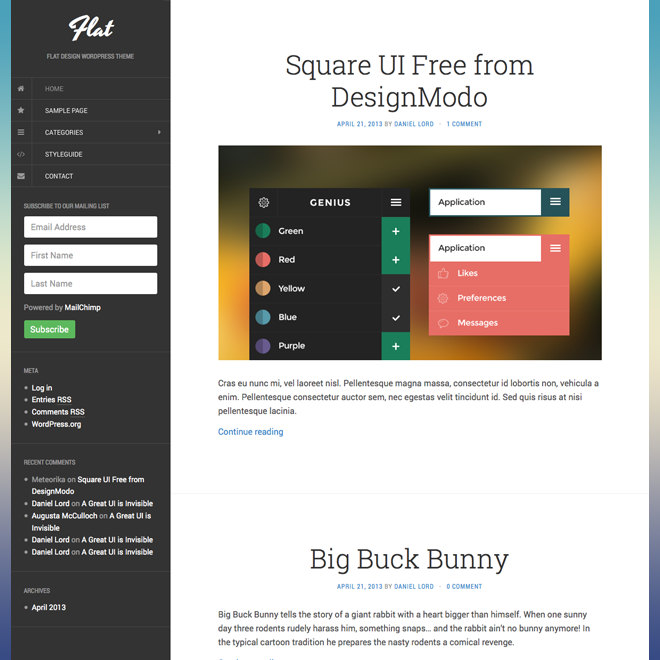 Flat
FLAT DESIGN WORDPRESS THEME
HOME
SAMPLE PAGE
CATEGORIES
STYLEGUIDE
CONTACT
SUBSCRIBE TO OUR MAILING LIST
Email Address
First Name
Last Name
Powered by MailChimp
Subscribe
META
Log in
Entries RSS
Comments RSS
WordPress.org
RECENT COMMENTS
Meteorika on Square UI Free from
DesignModo
Daniel Lord on A Great UI is Invisible
Augusta McCulloch on A Great UI is
Invisible
Daniel Lord on A Great UI is Invisible
Daniel Lord on A Great UI is Invisible
ARCHIVES
April 2013
Square UI Free from
DesignModo
APRIL 21, 2013 BY DANIEL LORD - 1 COMMENT
GENIUS
Green
Red
Yellow
Blue
Purple
Application
Application
Likes
Preferences
Messages
Cras eu nunc mi, vel laoreet nisl. Pellentesque magna massa, consectetur id lobortis non, vehicula a
enim. Pellentesque consectetur auctor sem, nec egestas velit tincidunt id. Sed quis risus at nisi
pellentesque lacinia.
Continue reading
Big Buck Bunny
APRIL 21, 2013 BY DANIEL LORD - 0 COMMENT
Big Buck Bunny tells the story of a giant rabbit with a heart bigger than himself. When one sunny
day three rodents rudely harass him, something snaps... and the rabbit ain't no bunny anymore! In
the typical cartoon tradition he prepares the nasty rodents a comical revenge.